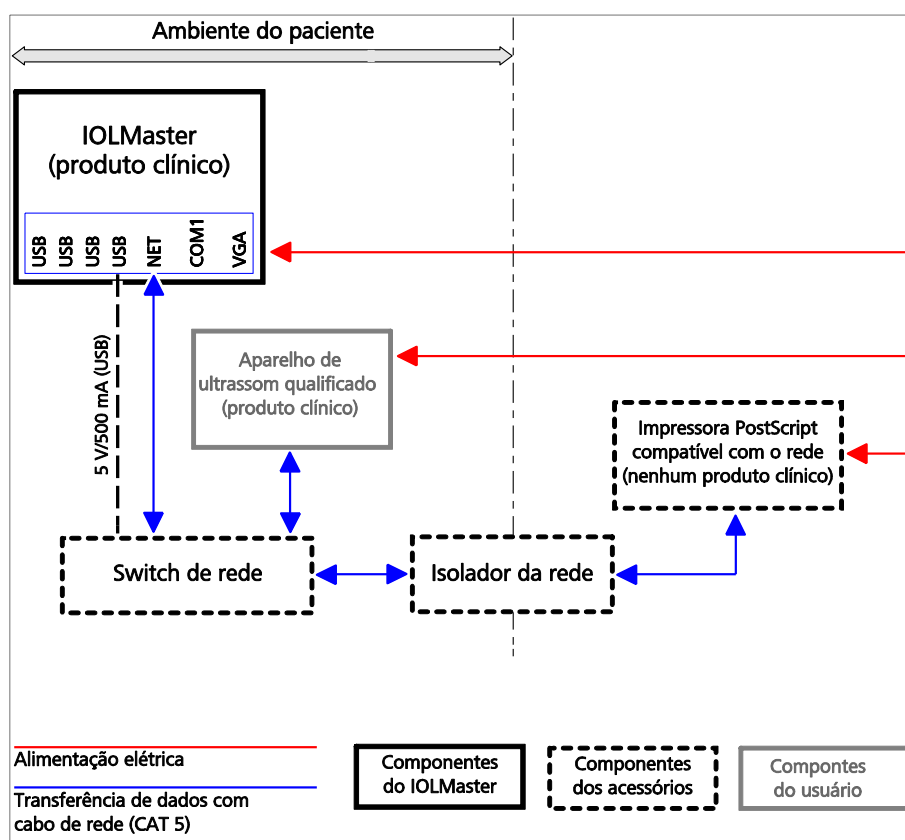 Ambiente do paciente
IOLMaster
(produto clínico)
USB
USB
USB
USB
NET
COM1
VGA
5 V/500 mA (USB)
Aparelho de
ultrassom qualificado
(produto clínico)
Impressora PostScript
compatível com o rede
(nenhum produto clínico)
Switch de rede
Isolador da rede
Alimentação elétrica
Transferência de dados com
cabo de rede (CAT 5)
Componentes
do IOLMaster
Componentes
dos acessórios
Compontes
do usuário